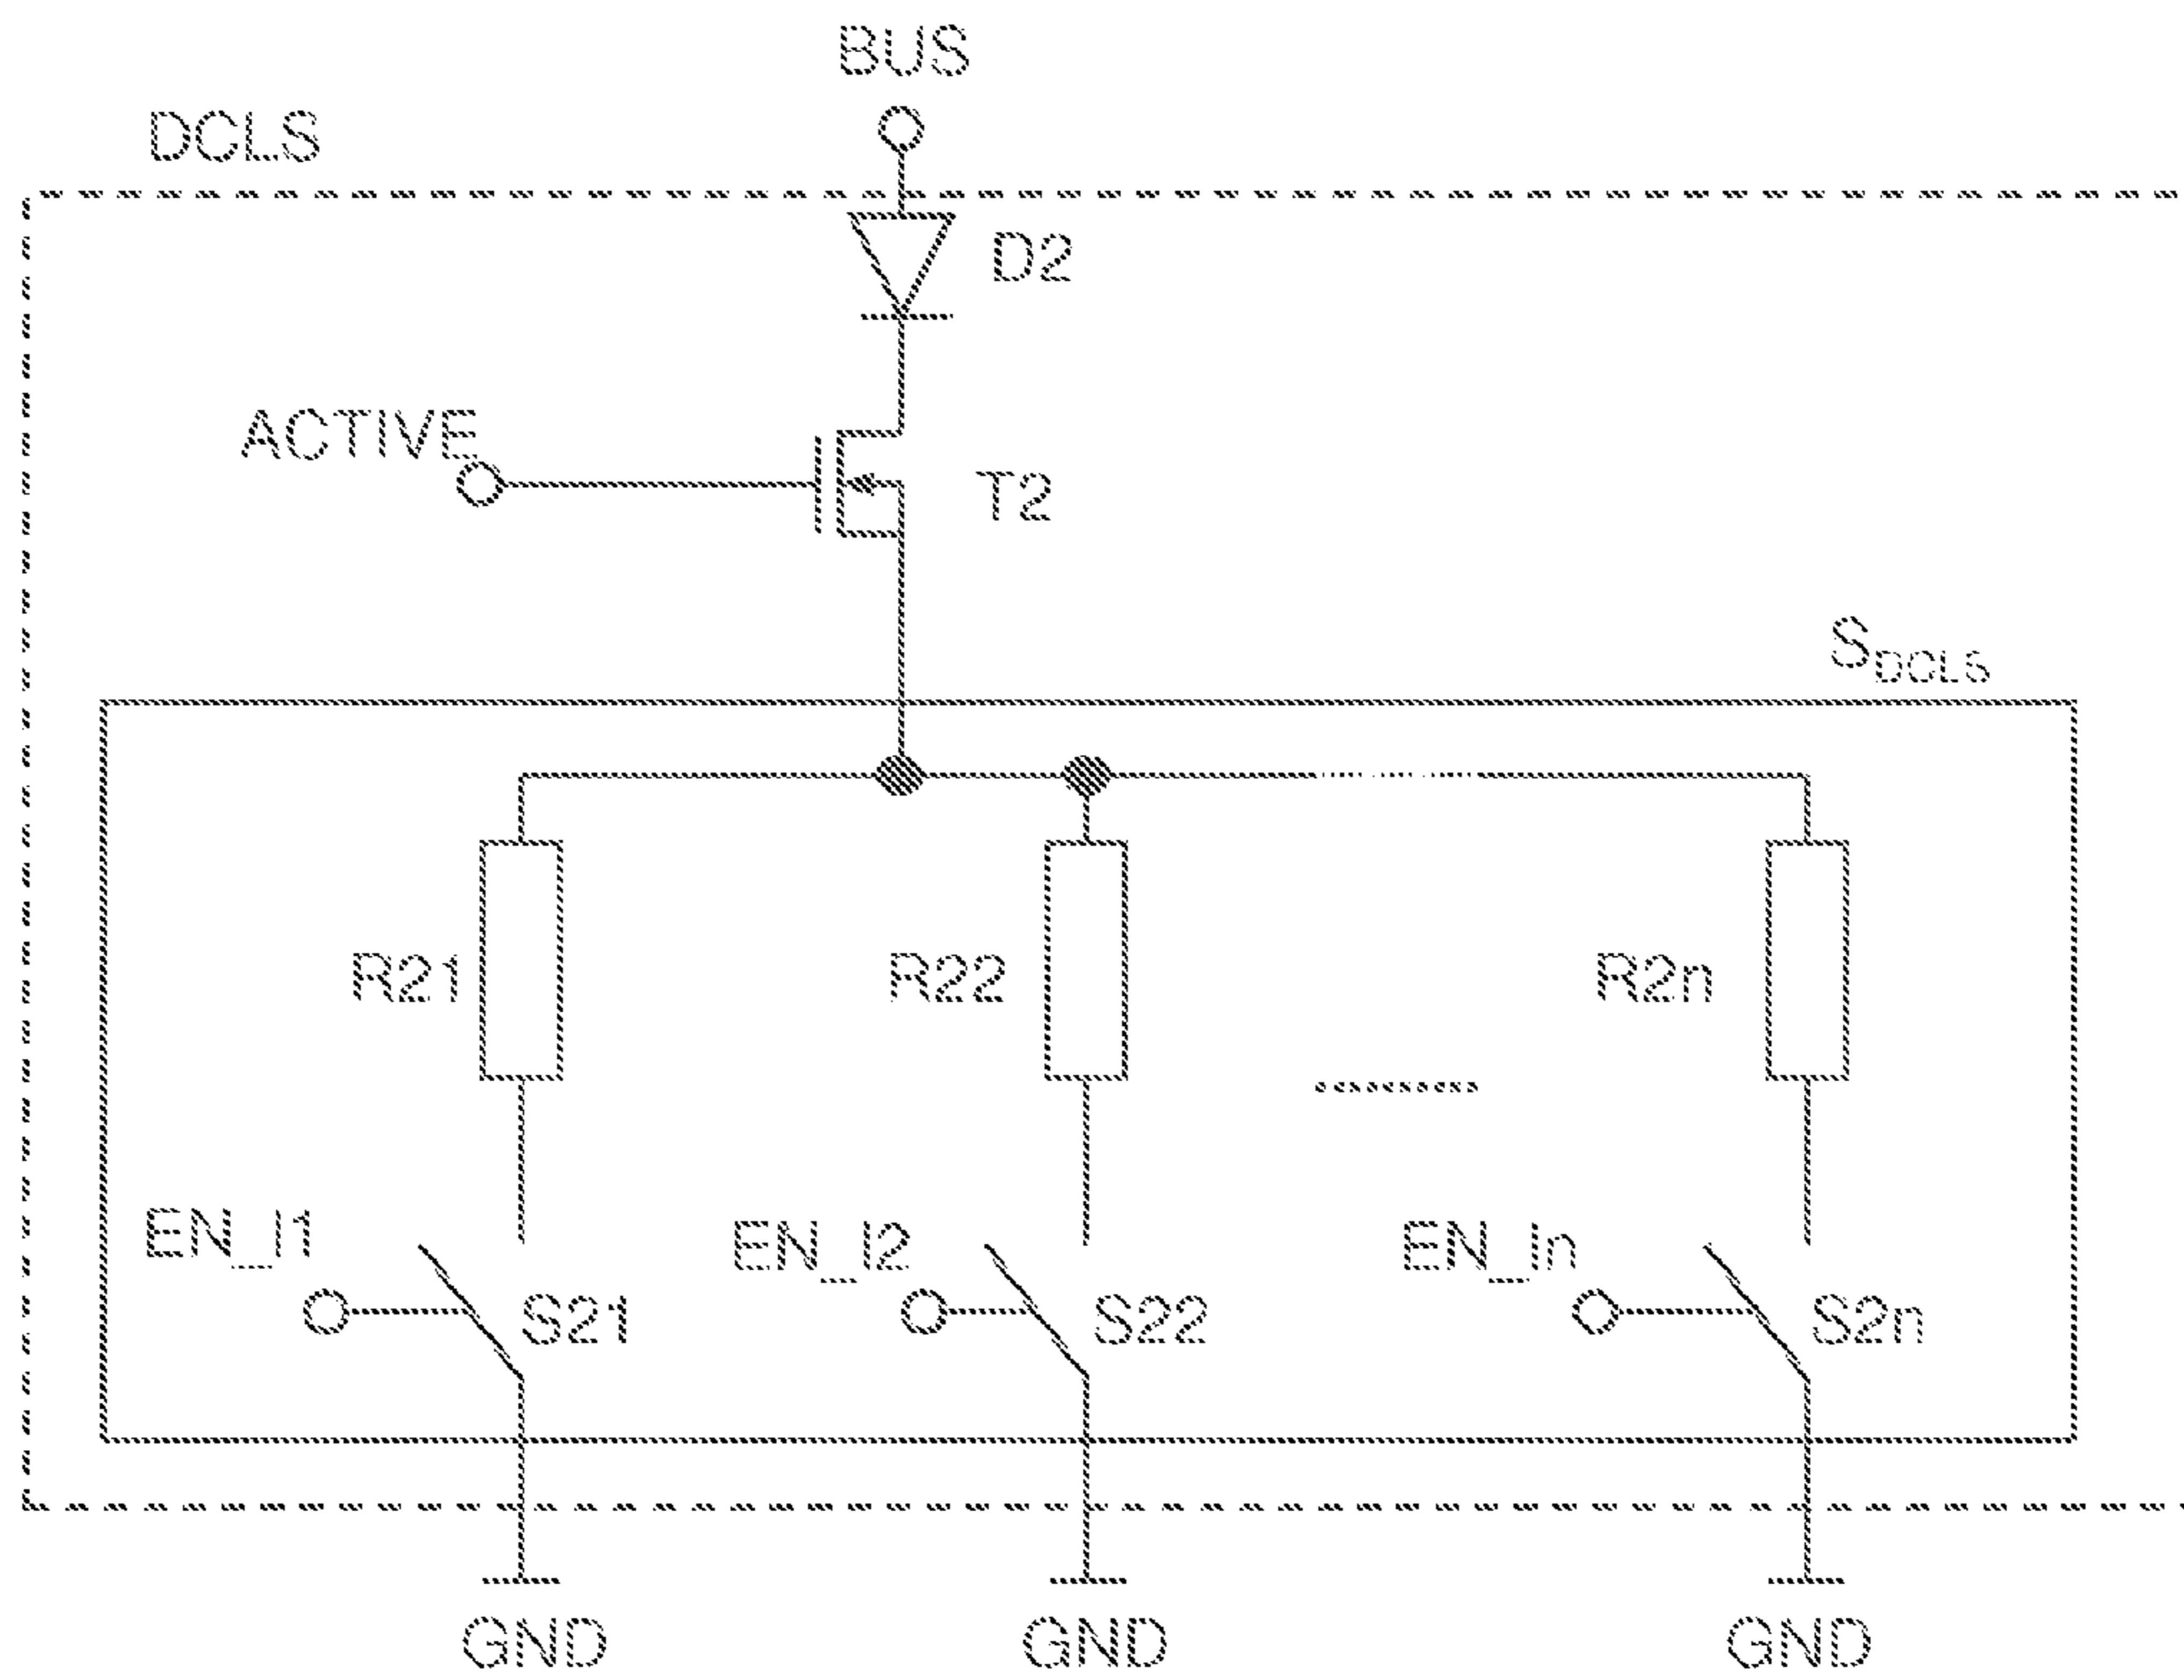 BUS
DCLS
D2
ACTIVE
T2
SDCLS
R21
R22
R2n
EN_I1
EN_I2
EN_In
S21
S22
S2n
GND
GND
GND